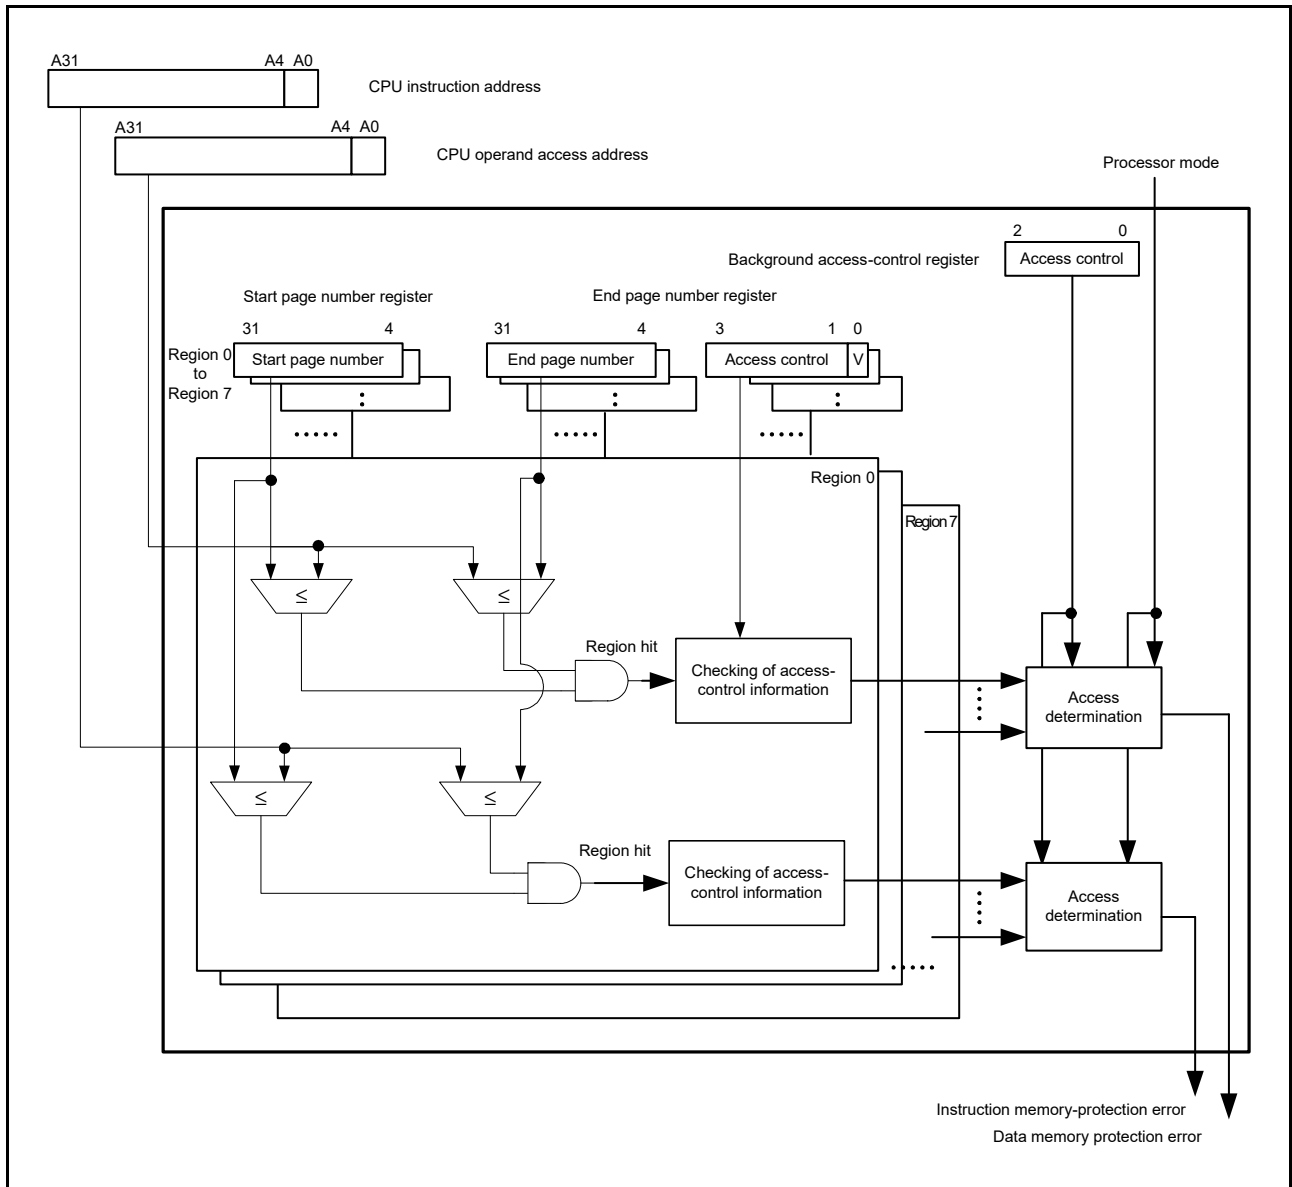 A31 A4 A0
CPU instruction address
A31 A4 A0
CPU operand access address
Processor mode
2 0
Background access-control register
Access control
Start page number register
End page number register
31 4
31 4
3 1 0
Region 0
to
Region 7
Start page number
End page number
Access control V
:
:
:
.....
.....
.....
Region 0
Region 7
≤
≤
Region hit
Checking of access-
control information
Access
determination
≤
≤
Region hit
Checking of access-
control information
Access
determination
.....
Instruction memory-protection error
Data memory protection error